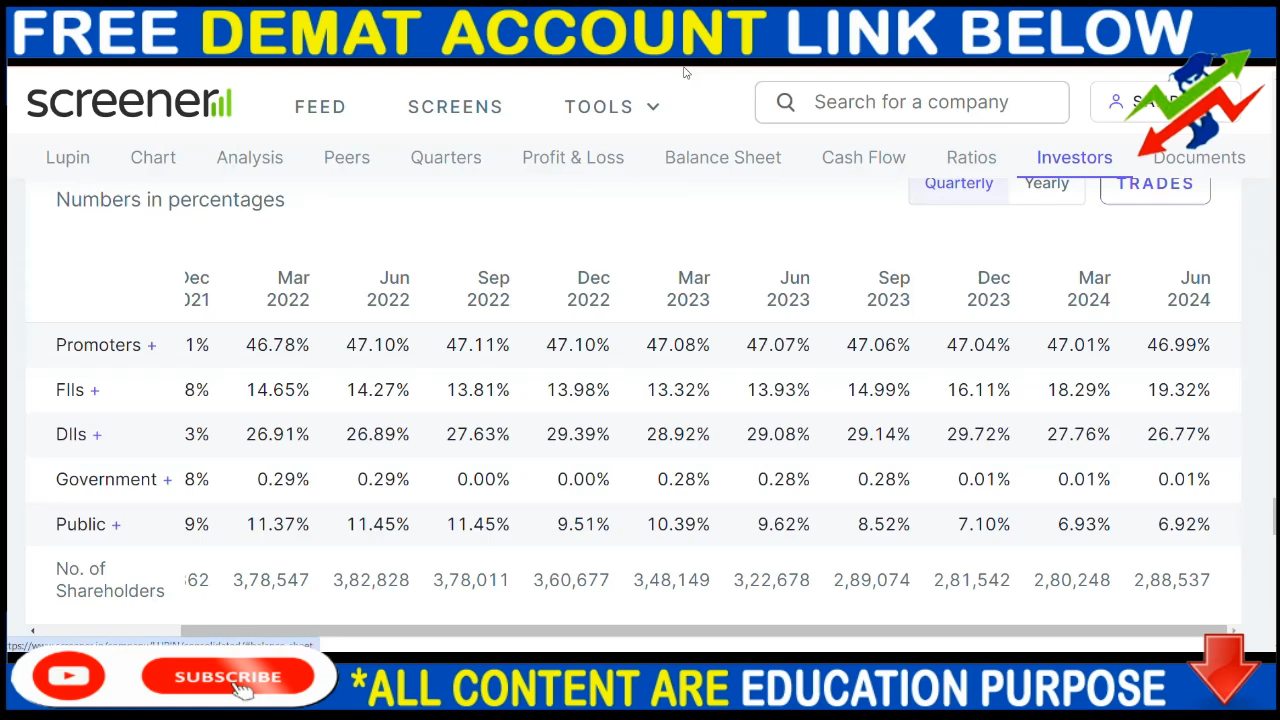 FREE DEMAT ACCOUNT LINK BELOW
screener FEED SCREENS TOOLS Search for a company
Lupin Chart Analysis Peers Quarters Profit & Loss Balance Sheet Cash Flow Ratios Investors Documents
Numbers in percentages Quarterly Yearly TRADES
Dec Mar Jun Sep Dec Mar Jun Sep Dec Mar Jun
2021 2022 2022 2022 2022 2023 2023 2023 2023 2024 2024
Promoters + 1% 46.78% 47.10% 47.11% 47.10% 47.08% 47.07% 47.06% 47.04% 47.01% 46.99%
FIIs + 8% 14.65% 14.27% 13.81% 13.98% 13.32% 13.93% 14.99% 16.11% 18.29% 19.32%
DIIs + 3% 26.91% 26.89% 27.63% 29.39% 28.92% 29.08% 29.14% 29.72% 27.76% 26.77%
Government + 8% 0.29% 0.29% 0.00% 0.00% 0.28% 0.28% 0.28% 0.01% 0.01% 0.01%
Public + 9% 11.37% 11.45% 11.45% 9.51% 10.39% 9.62% 8.52% 7.10% 6.93% 6.92%
No. of
Shareholders 62 3,78,547 3,82,828 3,78,011 3,60,677 3,48,149 3,22,678 2,89,074 2,81,542 2,80,248 2,88,537
SUBSCRIBE
*ALL CONTENT ARE EDUCATION PURPOSE